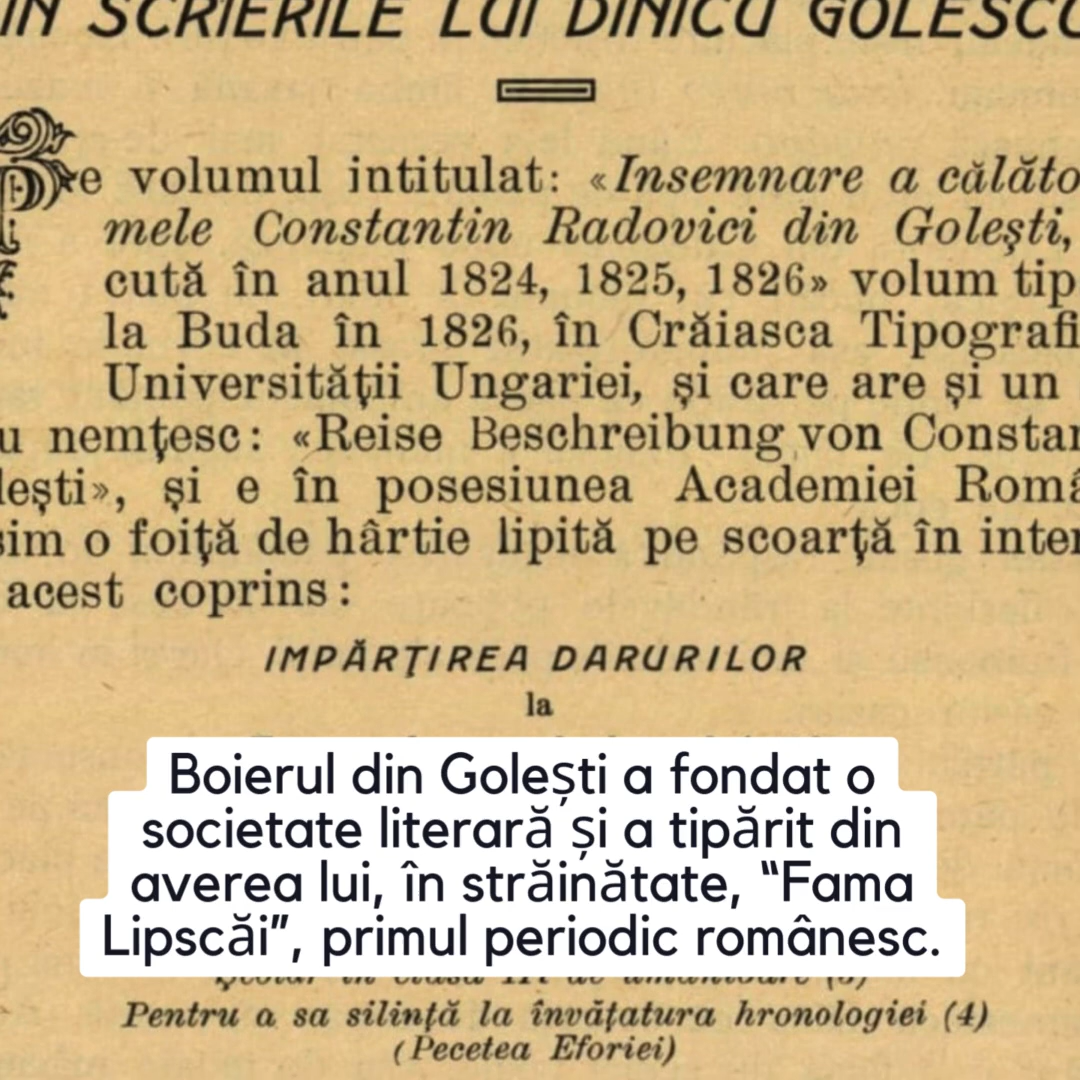 IN SCRIERILE LUI DINICU GOLESCU
Pe volumul intitulat: «Insemnare a călăto
mele Constantin Radovici din Golești,
cută în anul 1824, 1825, 1826» volum tip
la Buda în 1826, în Crăiasca Tipografi
Universității Ungariei, și care are și un
u nemțesc: «Reise Beschreibung von Constan
lești», și e în posesiunea Academiei Româ
sim o foiță de hârtie lipită pe scoarță în inter
acest coprins:
IMPĂRȚIREA DARURILOR
la
Boierul din Golești a fondat o
societate literară și a tipărit din
averea lui, în străinătate, “Fama
Lipscăi”, primul periodic românesc.
Pentru a sa silință la învățatura hronologiei (4)
(Pecetea Eforiei)